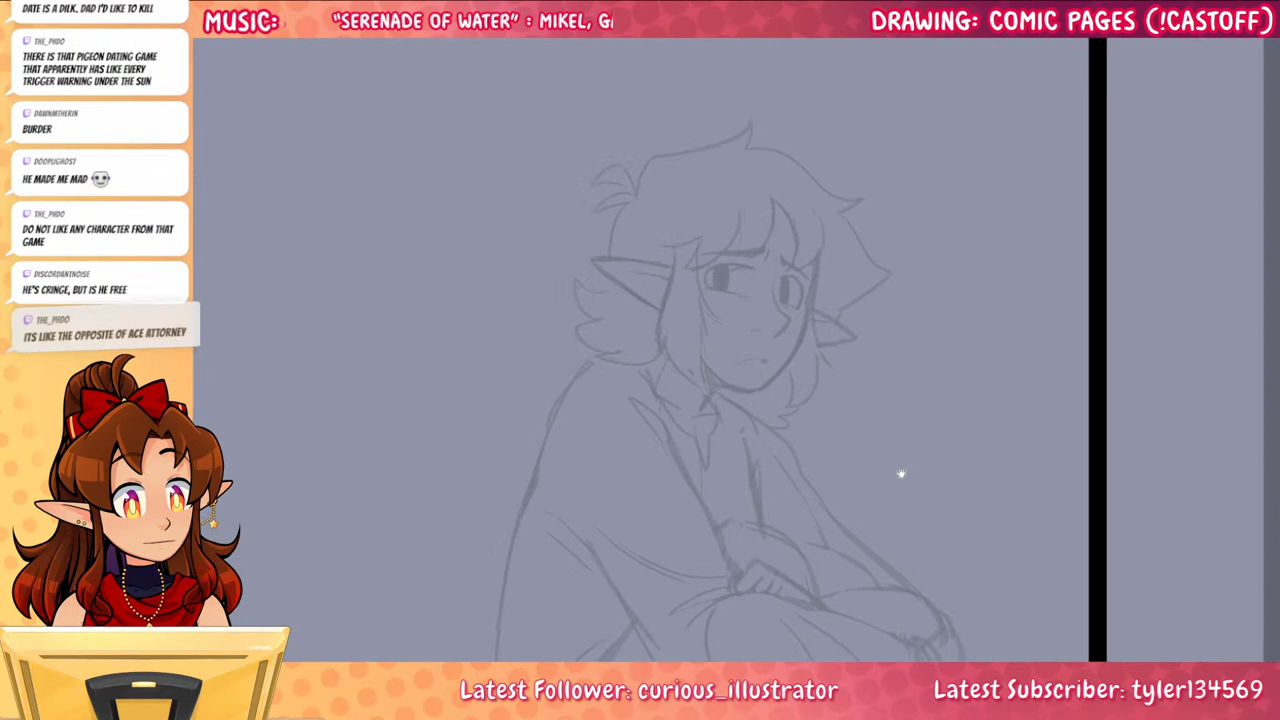 DATE IS A DILK. DAD I'D LIKE TO KILL
THE_PHDO
THERE IS THAT PIGEON DATING GAME
THAT APPARENTLY HAS LIKE EVERY
TRIGGER WARNING UNDER THE SUN
DAWNMTHERIN
BURDER
DOOPLIGHOST
HE MADE ME MAD
THE_PHDO
DO NOT LIKE ANY CHARACTER FROM THAT
GAME
DISCORDANTNOISE
HE'S CRINGE, BUT IS HE FREE
THE_PHDO
ITS LIKE THE OPPOSITE OF ACE ATTORNEY
MUSIC: "SERENADE OF WATER" : MIKEL,
DRAWING: COMIC PAGES (!CASTOFF)
Latest Follower: curious_illustrator
Latest Subscriber: tyler134569